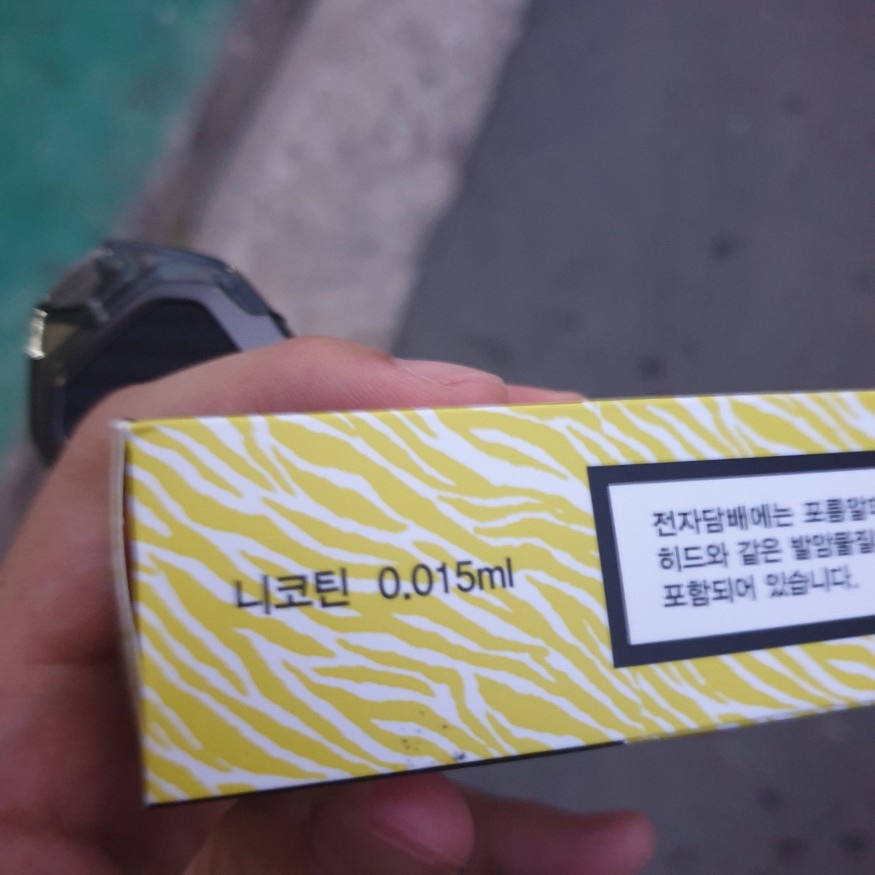 니코틴 0.015ml
전자담배에는
히드와 같은
포함되어 있습니다.